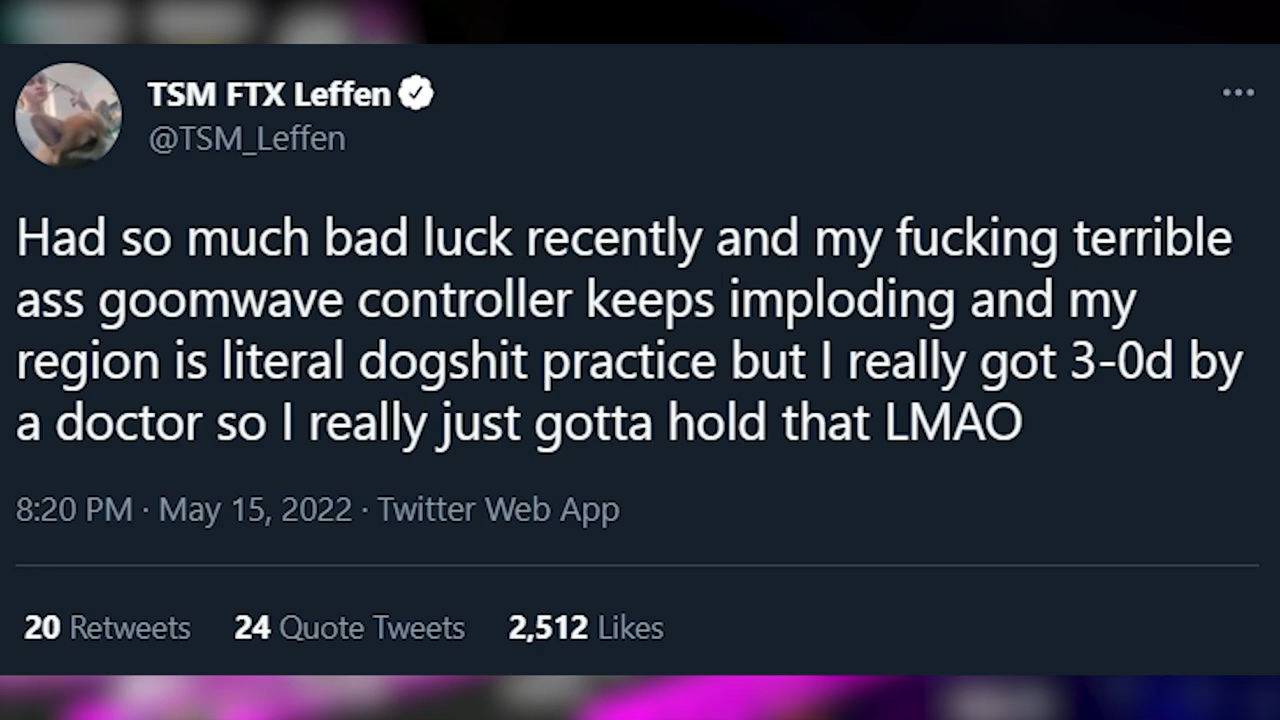 TSM FTX Leffen
@TSM_Leffen
Had so much bad luck recently and my fucking terrible
ass goomwave controller keeps imploding and my
region is literal dogshit practice but I really got 3-0d by
a doctor so I really just gotta hold that LMAO
8:20 PM · May 15, 2022 · Twitter Web App
20 Retweets 24 Quote Tweets 2,512 Likes